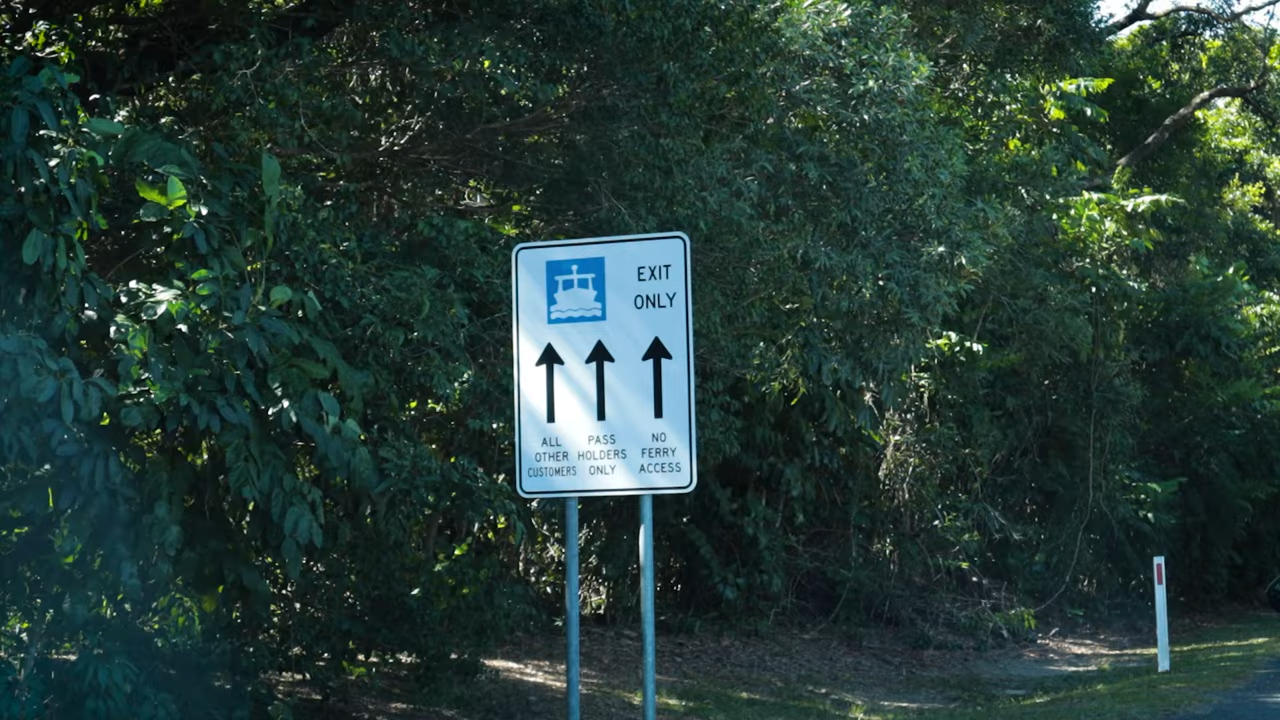 EXIT
ONLY
ALL
OTHER
CUSTOMERS
PASS
HOLDERS
ONLY
NO
FERRY
ACCESS